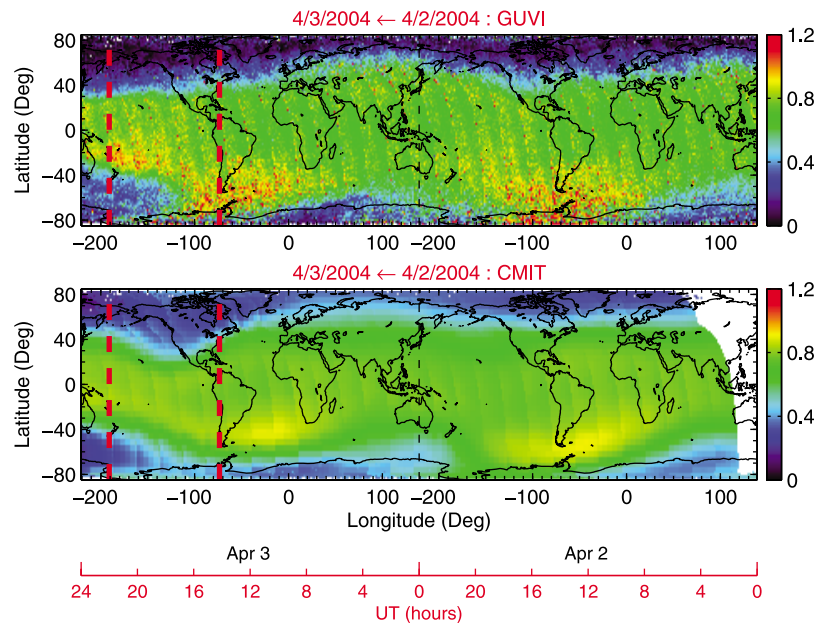 4/3/2004 ← 4/2/2004 : GUVI
80
40
0
−40
−80
Latitude (Deg)
−200 −100 0 −200 −100 0 100
1.2
0.8
0.4
0
4/3/2004 ← 4/2/2004 : CMIT
80
40
0
−40
−80
Latitude (Deg)
−200 −100 0 −200 −100 0 100
1.2
0.8
0.4
0
Longitude (Deg)
Apr 3 Apr 2
24 20 16 12 8 4 0 20 16 12 8 4 0
UT (hours)